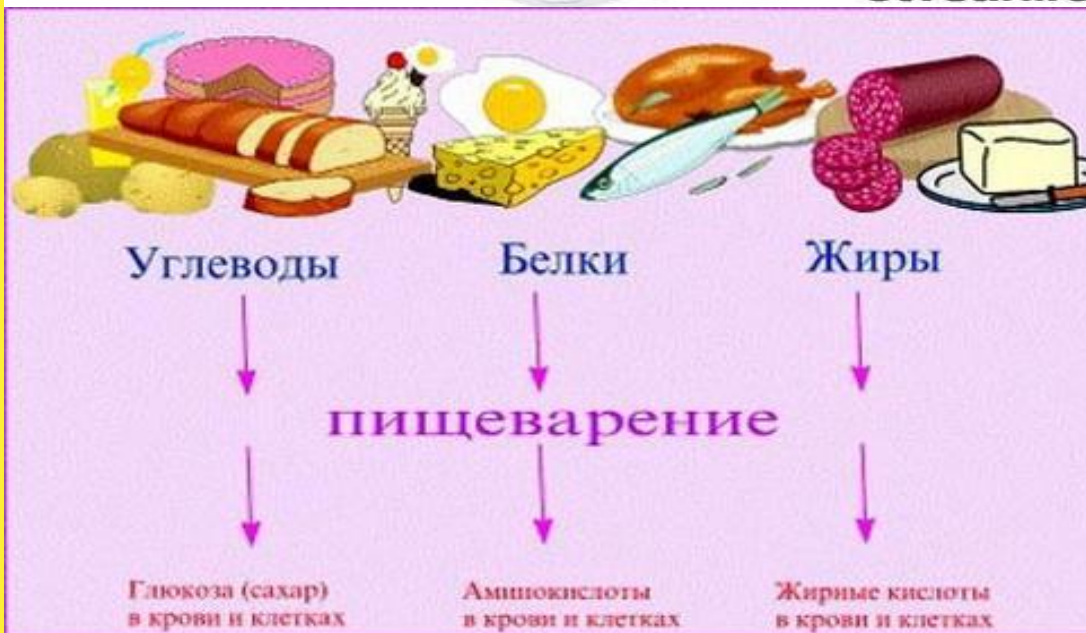 Углеводы Белки Жиры
пищеварение
Глюкоза (сахар) Аминокислоты Жирные кислоты
в крови и клетках в крови и клетках в крови и клетках